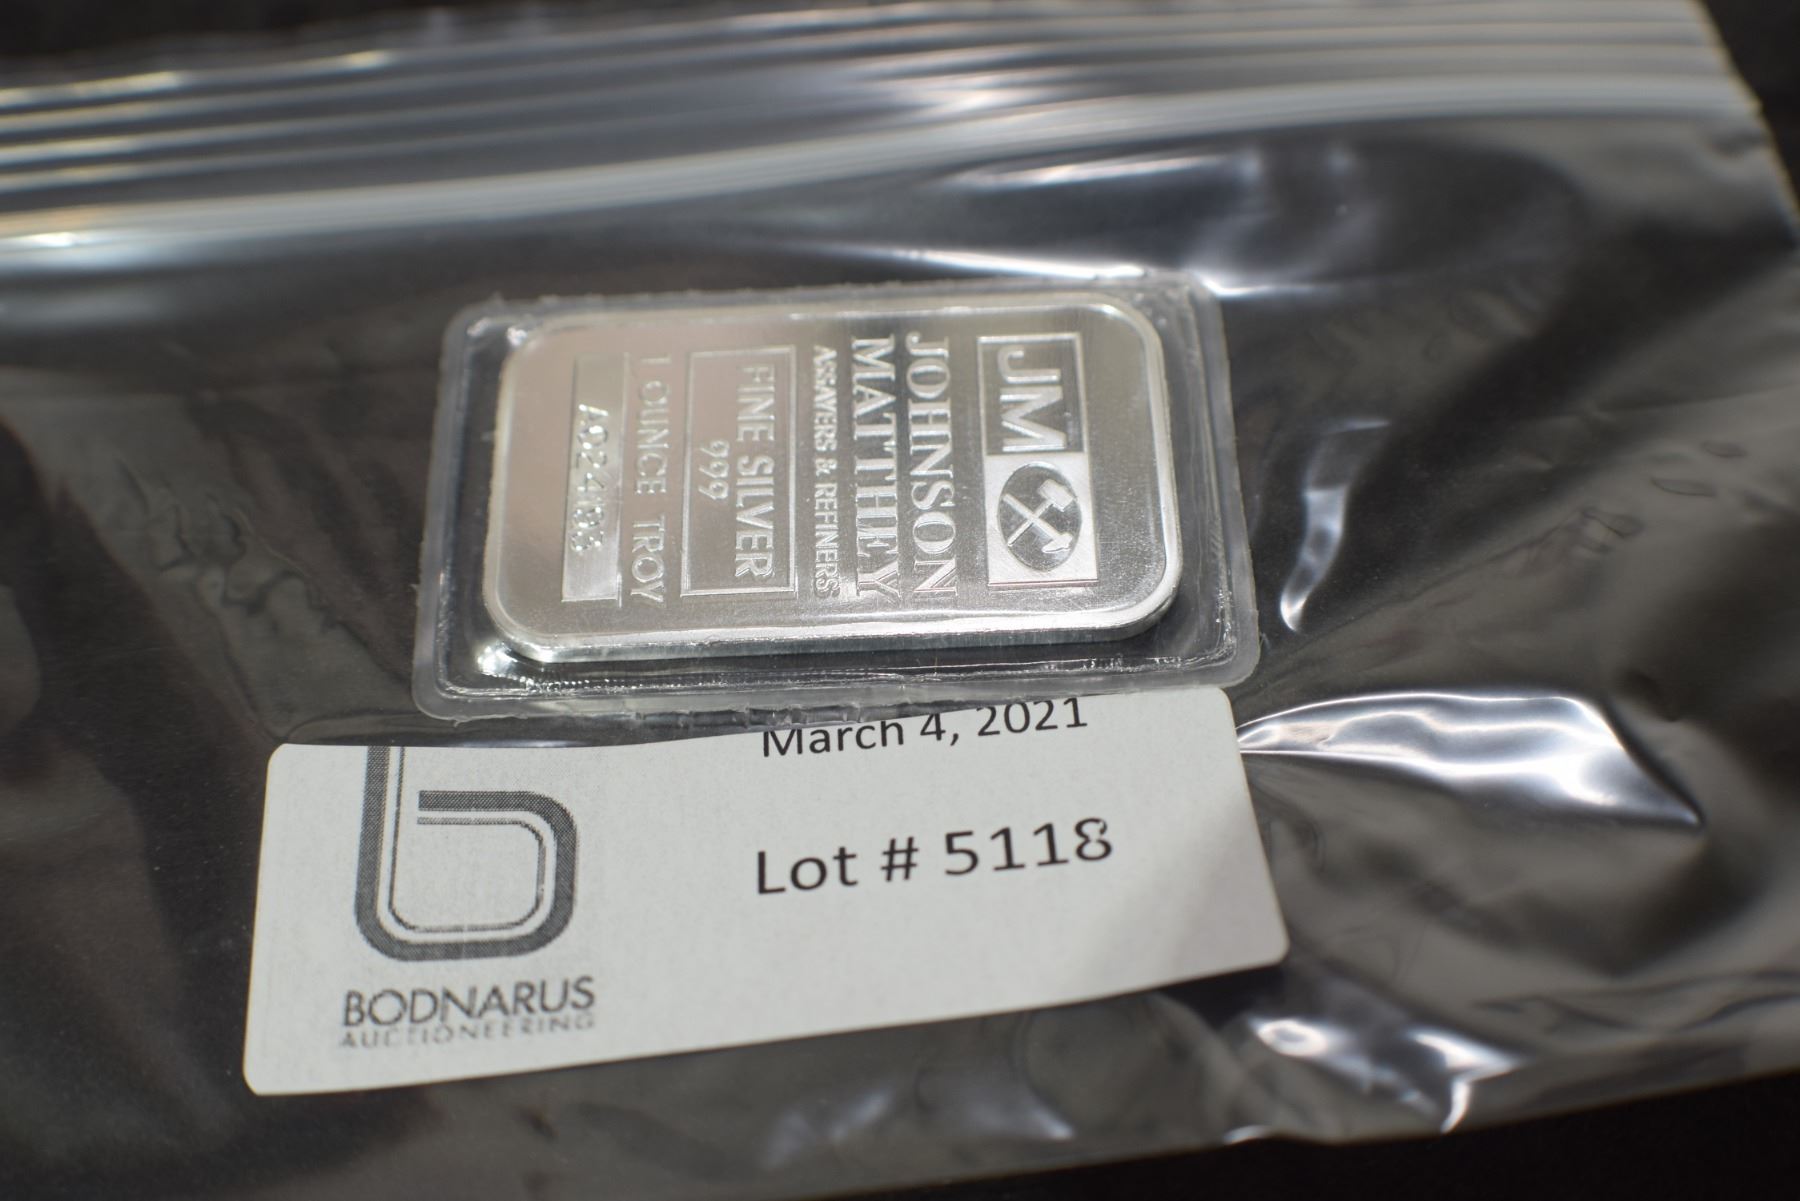 JM
JOHNSON
MATTHEY
ASSAYERS & REFINERS
FINE SILVER
999
1 OUNCE TROY
March 4, 2021
Lot # 5118
BODNARUS
AUCTIONEERING